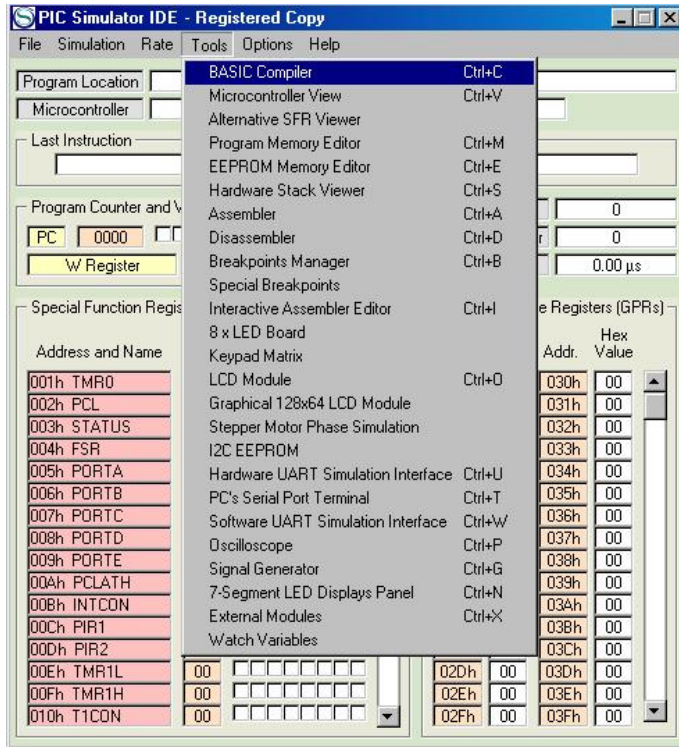 PIC Simulator IDE - Registered Copy
File Simulation Rate Tools Options Help
Program Location
Microcontroller
Last Instruction
Program Counter and
PC 0000
W Register
0
0
0.00 µs
BASIC Compiler Ctrl+C
Microcontroller View Ctrl+V
Alternative SFR Viewer
Program Memory Editor Ctrl+M
EEPROM Memory Editor Ctrl+E
Hardware Stack Viewer Ctrl+S
Assembler Ctrl+A
Disassembler Ctrl+D
Breakpoints Manager Ctrl+B
Special Breakpoints
Interactive Assembler Editor Ctrl+I
8 x LED Board
Keypad Matrix
LCD Module Ctrl+O
Graphical 128x64 LCD Module
Stepper Motor Phase Simulation
I2C EEPROM
Hardware UART Simulation Interface Ctrl+U
PC's Serial Port Terminal Ctrl+T
Software UART Simulation Interface Ctrl+W
Oscilloscope Ctrl+P
Signal Generator Ctrl+G
7-Segment LED Displays Panel Ctrl+N
External Modules Ctrl+X
Watch Variables
Special Function Regis
Address and Name
001h TMR0
002h PCL
003h STATUS
004h FSR
005h PORTA
006h PORTB
007h PORTC
008h PORTD
009h PORTE
00Ah PCLATH
00Bh INTCON
00Ch PIR1
00Dh PIR2
00Eh TMR1L 00
00Fh TMR1H 00
010h T1CON 00
e Registers (GPRs)
Hex
Addr. Value
030h 00
031h 00
032h 00
033h 00
034h 00
035h 00
036h 00
037h 00
038h 00
039h 00
03Ah 00
03Bh 00
03Ch 00
02Dh 00 03Dh 00
02Eh 00 03Eh 00
02Fh 00 03Fh 00